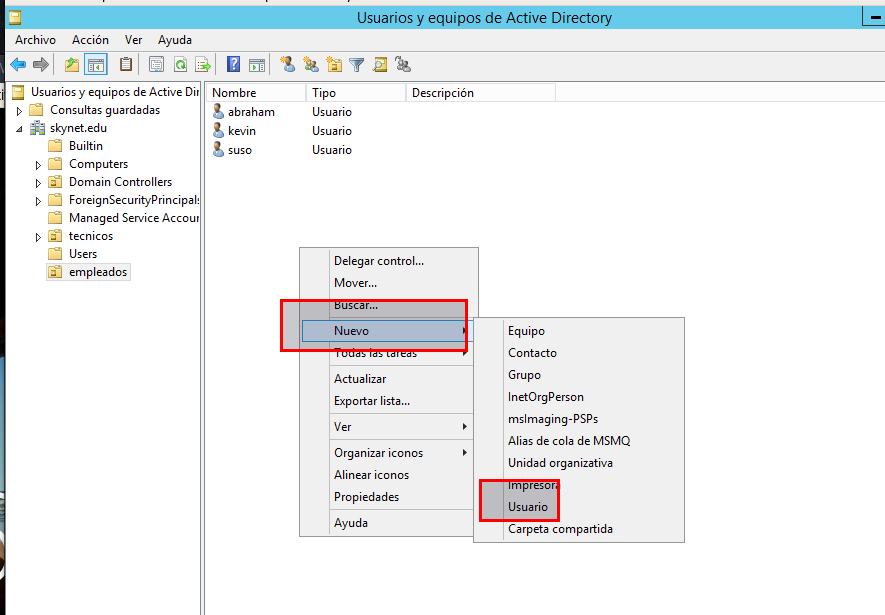 Usuarios y equipos de Active Directory
Archivo Acción Ver Ayuda
Usuarios y equipos de Active Dir
Consultas guardadas
skynet.edu
Builtin
Computers
Domain Controllers
ForeignSecurityPrincipals
Managed Service Accour
tecnicos
Users
empleados
Nombre Tipo Descripción
abraham Usuario
kevin Usuario
suso Usuario
Delegar control...
Mover...
Buscar...
Nuevo
Todas las tareas
Actualizar
Exportar lista...
Ver
Organizar iconos
Alinear iconos
Propiedades
Ayuda
Equipo
Contacto
Grupo
InetOrgPerson
msImaging-PSPs
Alias de cola de MSMQ
Unidad organizativa
Impresora
Usuario
Carpeta compartida